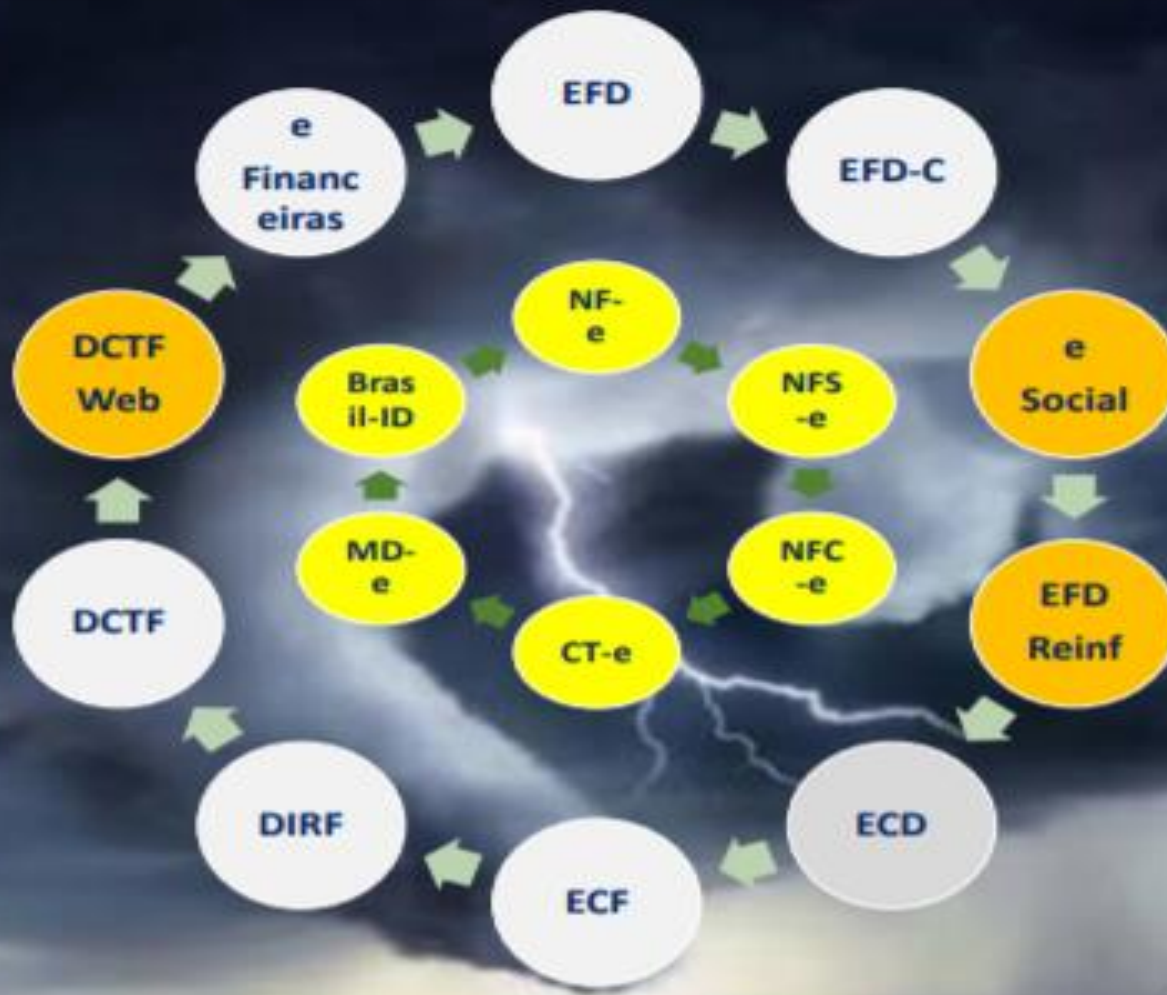 EFD
EFD-C
e
Social
EFD
Reinf
ECD
ECF
DIRF
DCTF
DCTF
Web
e
Financ
eiras
NF-
e
NFS
-e
NFC
-e
CT-e
MD-
e
Bras
il-ID